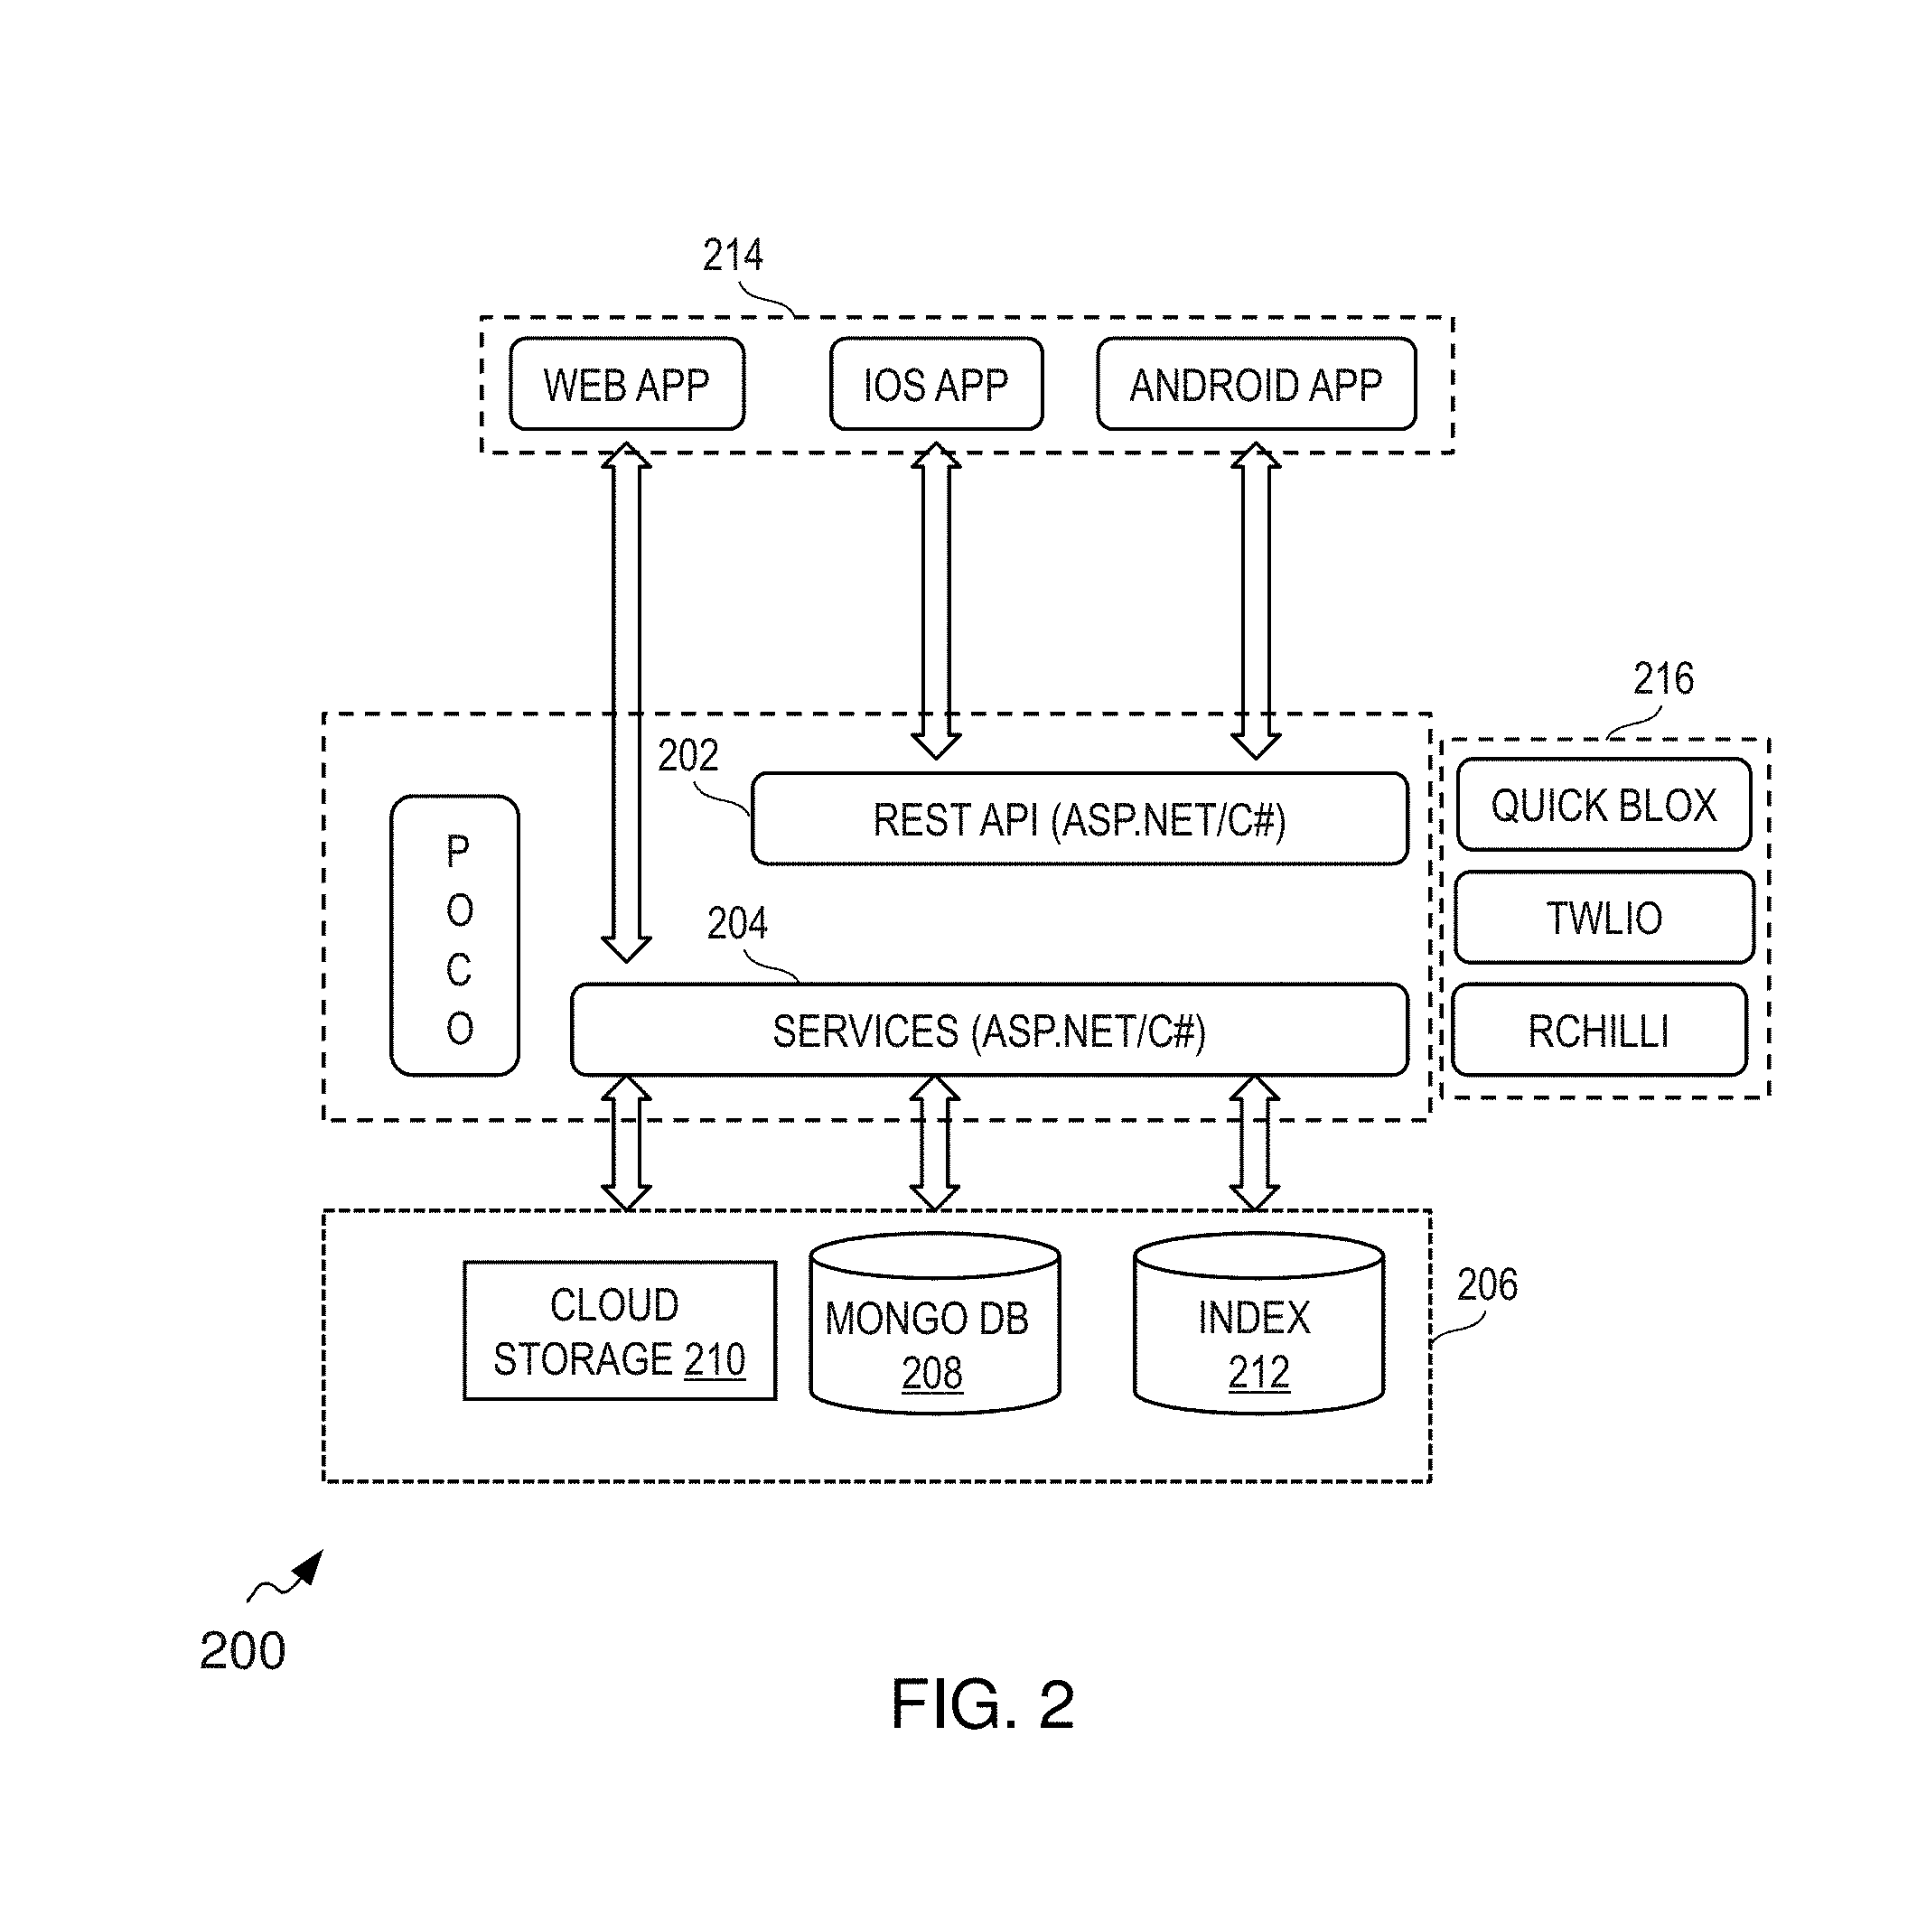 214
WEB APP
IOS APP
ANDROID APP
216
202
REST API (ASP.NET/C#)
QUICK BLOX
P
O
C
O
204
TWLIO
SERVICES (ASP.NET/C#)
RCHILLI
206
CLOUD
STORAGE 210
MONGO DB
208
INDEX
212
200
FIG. 2